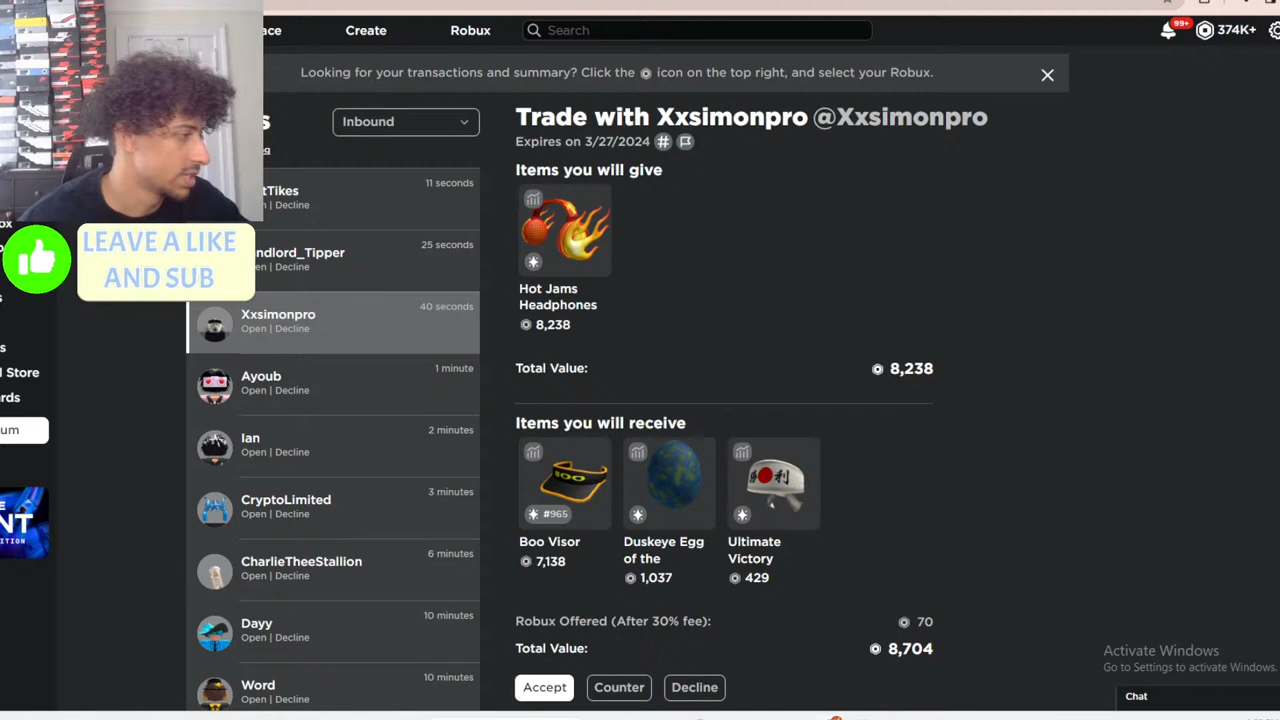 Create
Robux
Search
99+
374K+
Looking for your transactions and summary? Click the icon on the top right, and select your Robux.
Inbound
Trade with Xxsimonpro @Xxsimonpro
Expires on 3/27/2024
Items you will give
Hot Jams
Headphones
8,238
Total Value: 8,238
Items you will receive
#965
Boo Visor
7,138
Duskeye Egg
of the
1,037
Ultimate
Victory
429
Robux Offered (After 30% fee): 70
Total Value: 8,704
Accept
Counter
Decline
11 seconds
Decline
25 seconds
Decline
Xxsimonpro
40 seconds
Open | Decline
Ayoub
1 minute
Open | Decline
Ian
2 minutes
Open | Decline
CryptoLimited
3 minutes
Open | Decline
CharlieTheeStallion
6 minutes
Open | Decline
Dayy
10 minutes
Open | Decline
Word
10 minutes
Open | Decline
LEAVE A LIKE
AND SUB
Store
Activate Windows
Go to Settings to activate Windows.
Chat